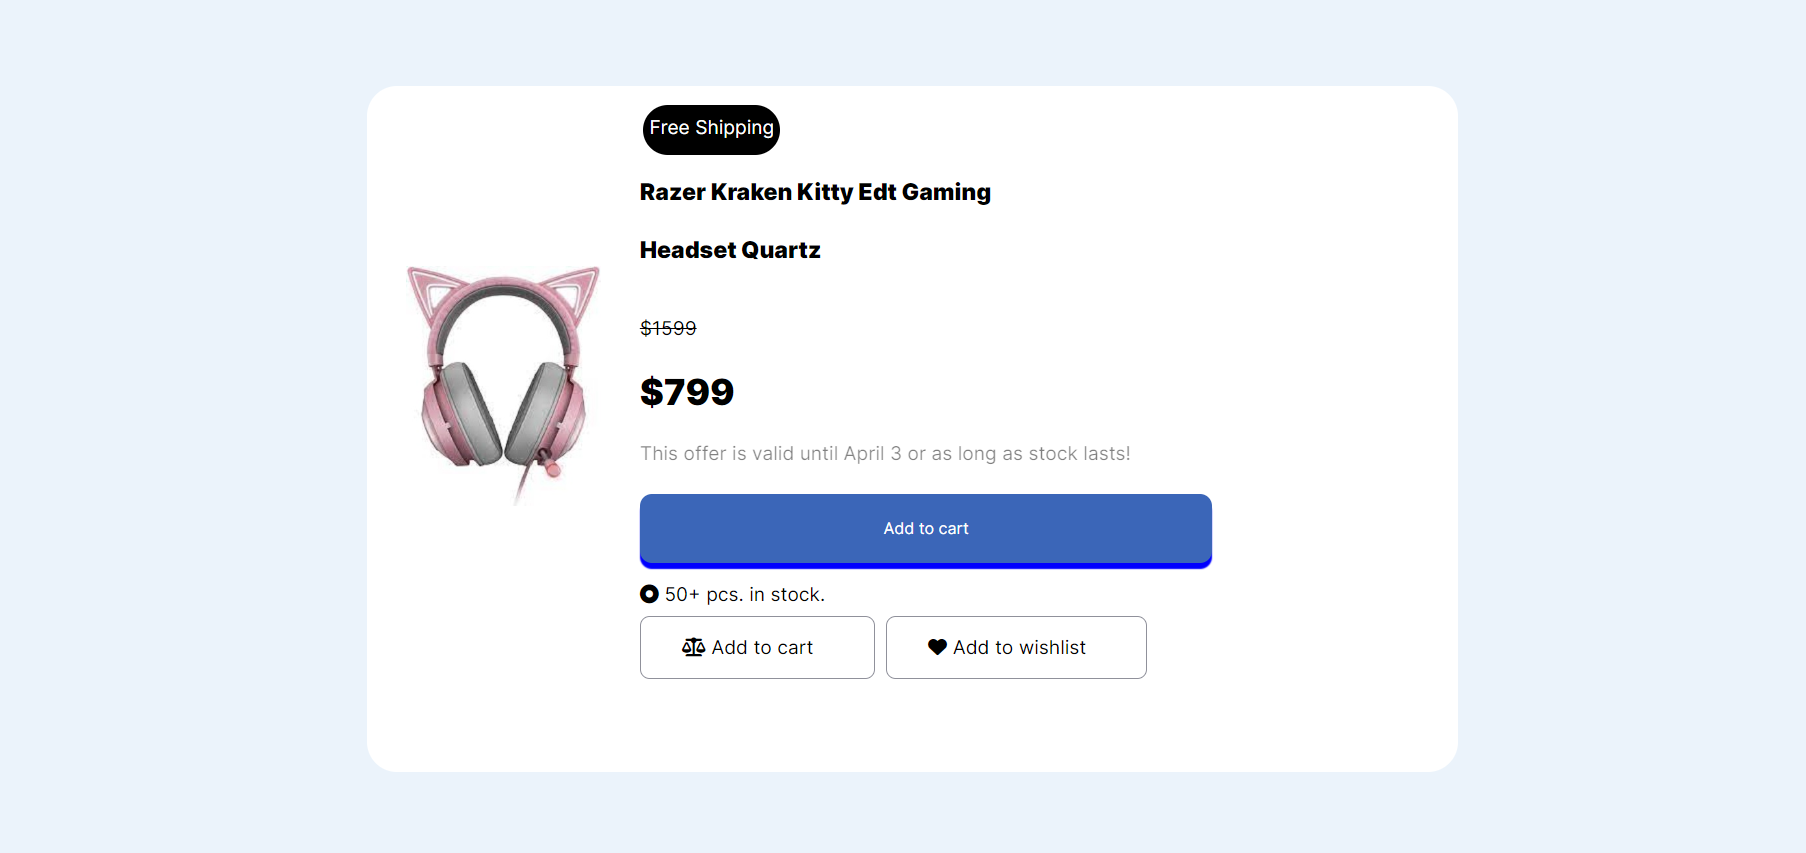 Free Shipping
Razer Kraken Kitty Edt Gaming
Headset Quartz
$1599
$799
This offer is valid until April 3 or as long as stock lasts!
Add to cart
50+ pcs. in stock.
Add to cart
Add to wishlist